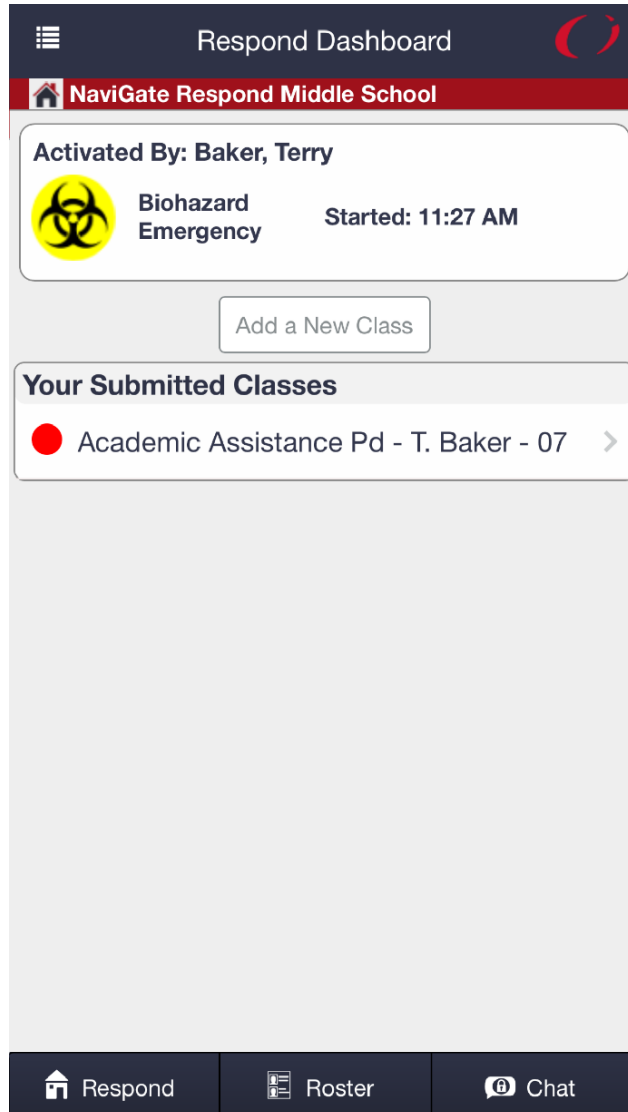 Respond Dashboard
NaviGate Respond Middle School
Activated By: Baker, Terry
Biohazard
Emergency
Started: 11:27 AM
Add a New Class
Your Submitted Classes
Academic Assistance Pd - T. Baker - 07
Respond
Roster
Chat